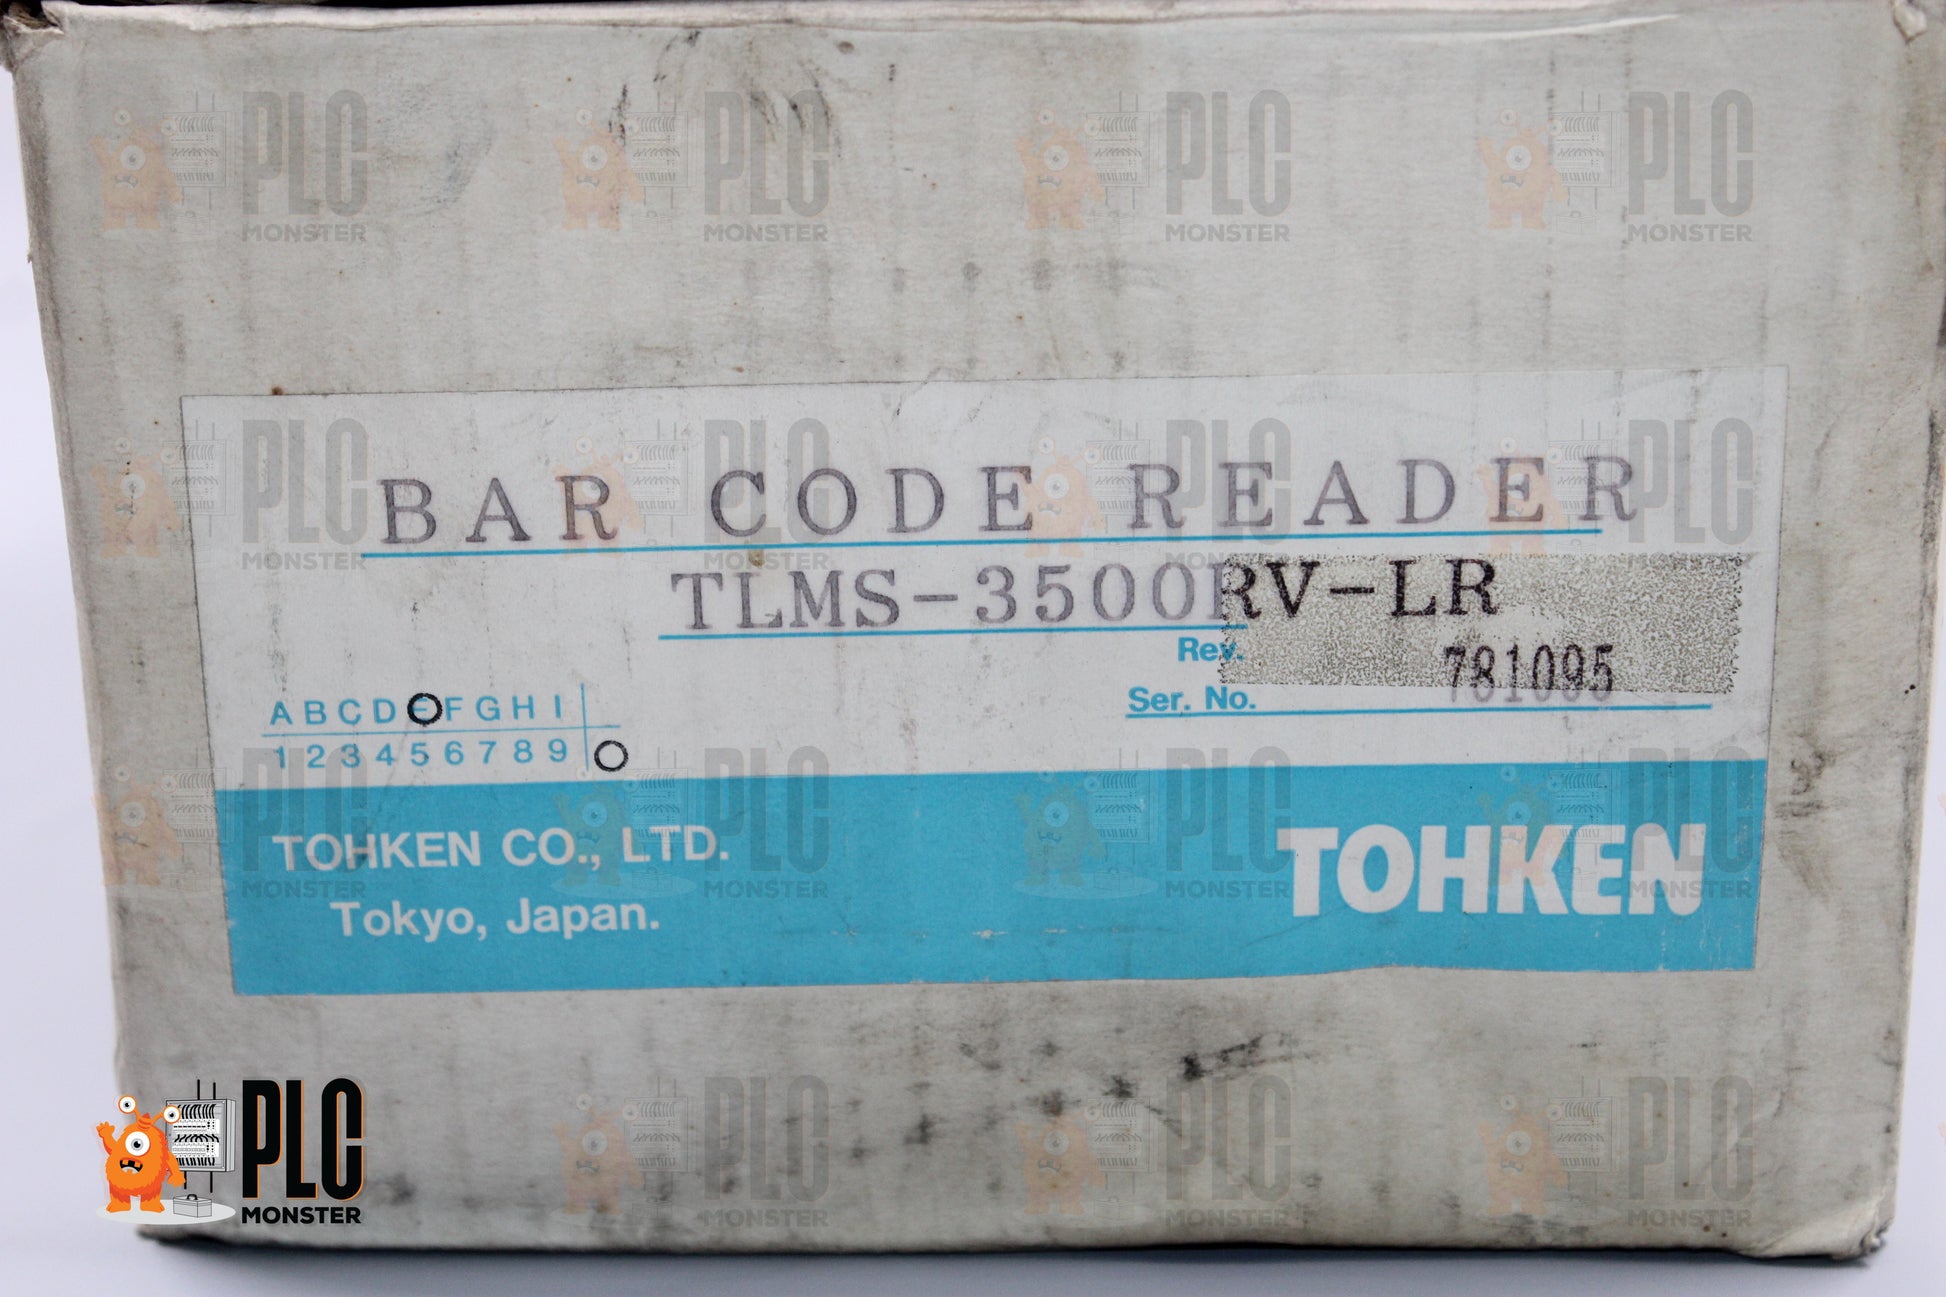 BAR CODE READER
TLMS-3500RV-LR
Rev.
781095
Ser. No.
ABCDEFGHI
123456789
TOHKEN CO., LTD.
Tokyo, Japan.
TOHKEN
PLC
MONSTER